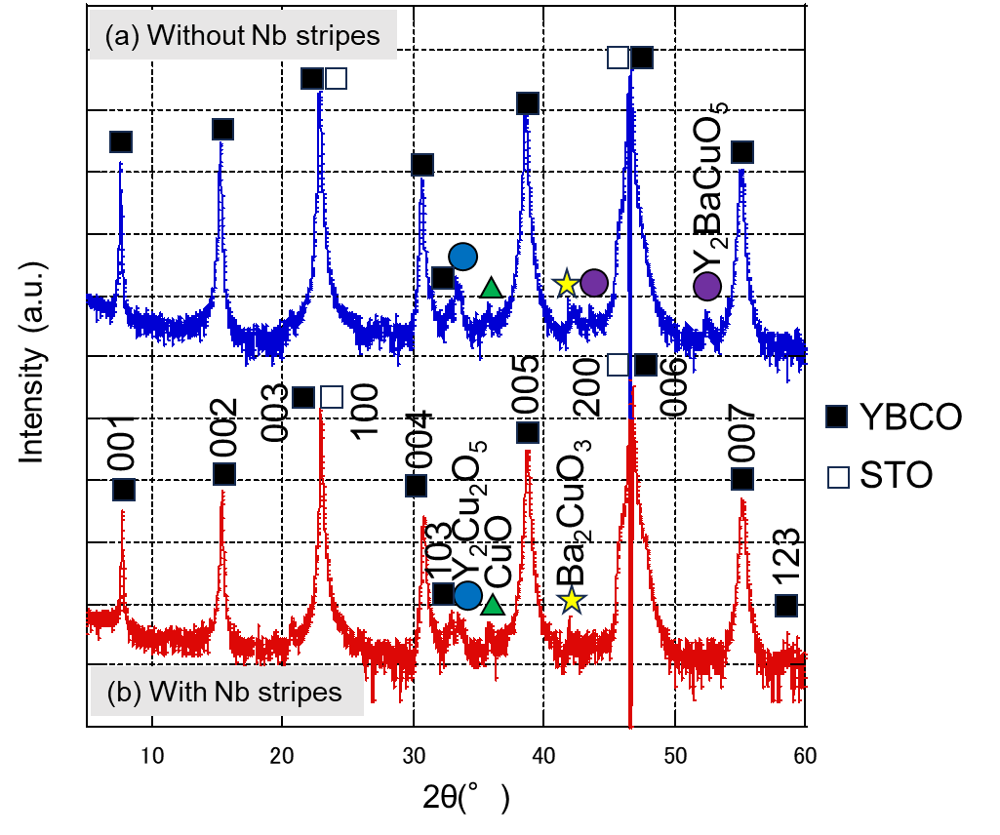 (a) Without Nb stripes
Y₂BaCuO₅
Intensity (a.u.)
001
002
003
100
004
103
Y₂Cu₂O₅
CuO
005
Ba₂CuO₃
200
006
007
123
YBCO
STO
(b) With Nb stripes
10 20 30 40 50 60
2θ(° )